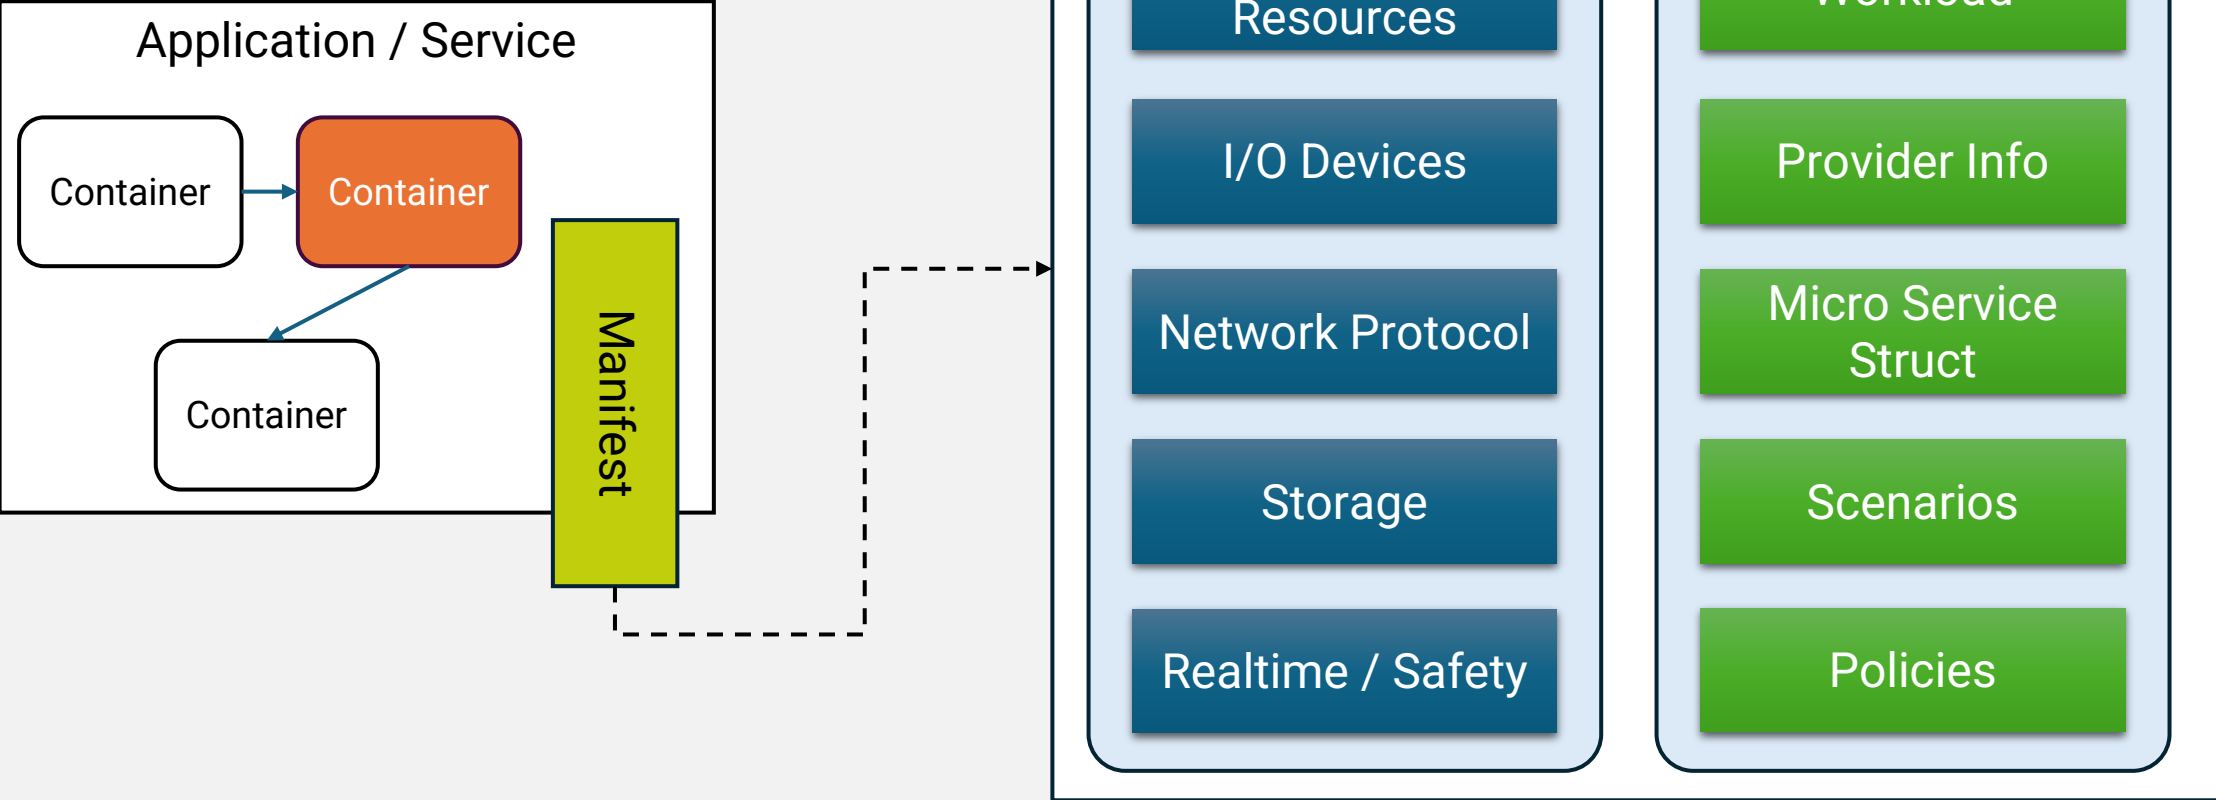 Application / Service
Container
Container
Container
Manifest
Resources
I/O Devices
Network Protocol
Storage
Realtime / Safety
Workload
Provider Info
Micro Service
Struct
Scenarios
Policies